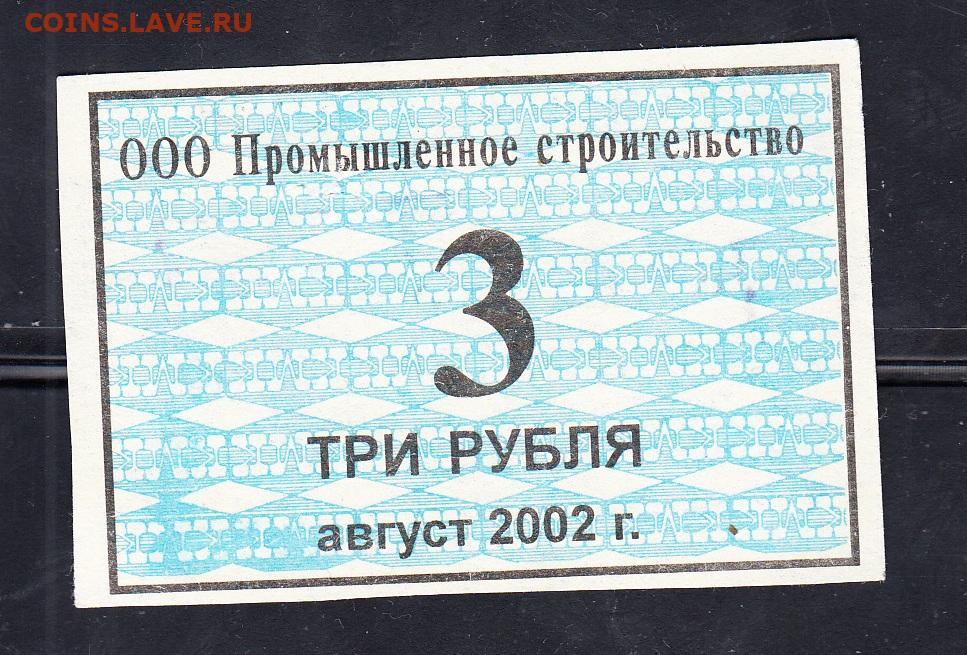 COINS.LAVE.RU
ООО Промышленное строительство
3
ТРИ РУБЛЯ
август 2002 г.